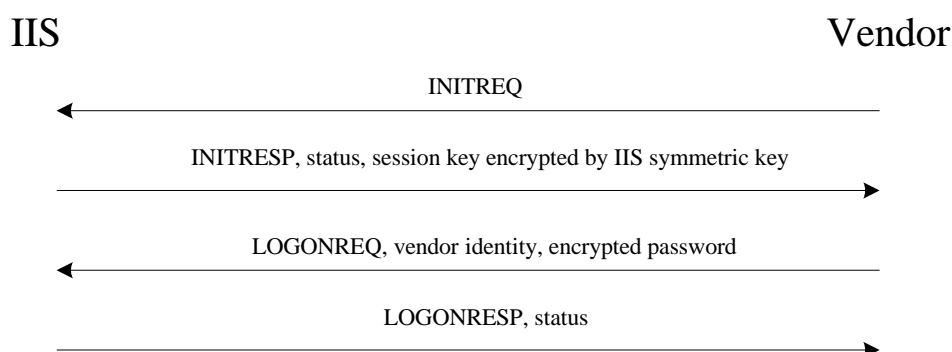 IIS
Vendor
INITREQ
INITRESP, status, session key encrypted by IIS symmetric key
LOGONREQ, vendor identity, encrypted password
LOGONRESP, status